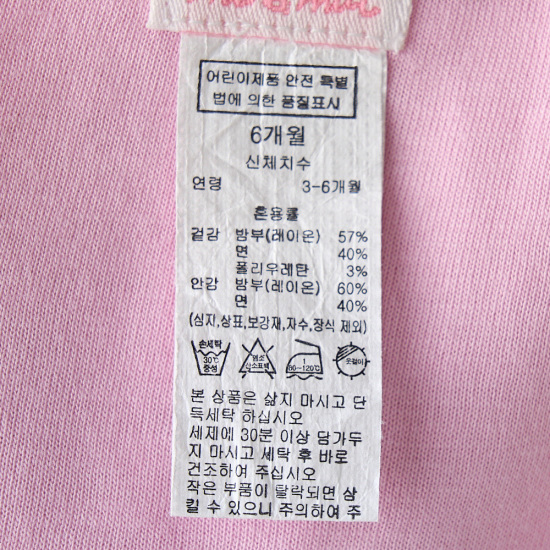 어린이제품 안전 특별
법에 의한 품질표시
6개월
신체치수
연령 3-6개월
혼용률
겉감 밤부(레이온) 57%
면 40%
폴리우레탄 3%
안감 밤부(레이온) 60%
면 40%
(심지,상표,보강재,자수,장식 제외)
손세탁 30℃ 중성 염소 산소표백 1 80~120℃ 옷걸이
본 상품은 삶지 마시고 단
독세탁 하십시오
세제에 30분 이상 담가두
지 마시고 세탁 후 바로
건조하여 주십시오
작은 부품이 탈락되면 삼
킬 수 있으니 주의하여 주